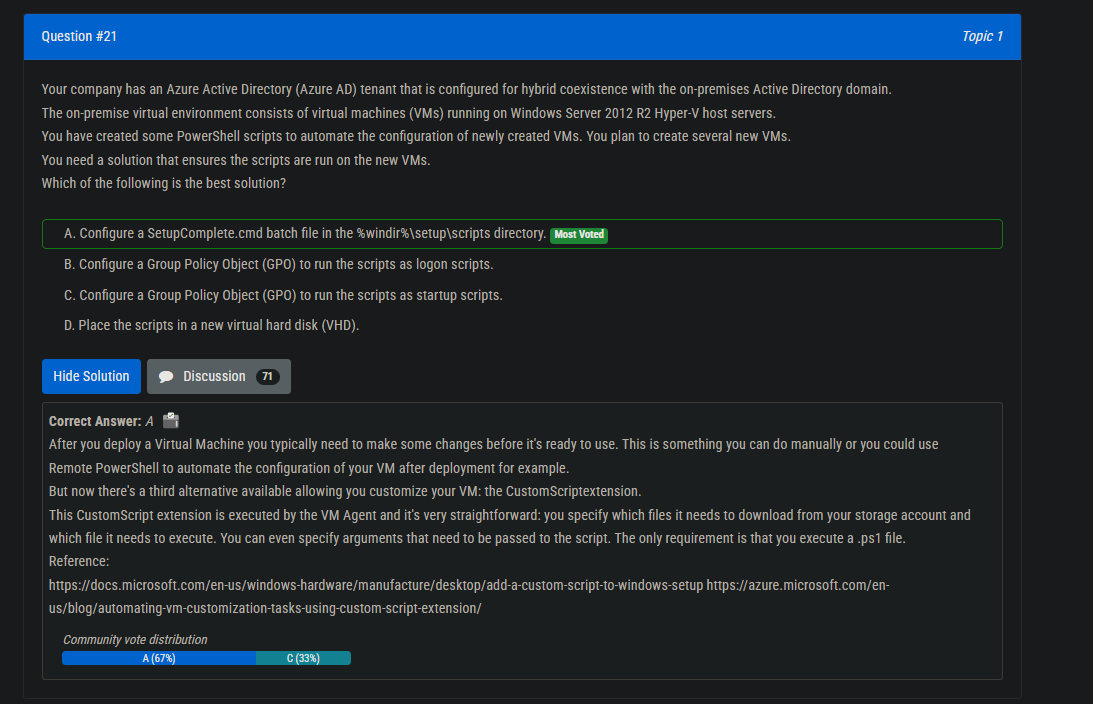 Question #21
Topic 1
Your company has an Azure Active Directory (Azure AD) tenant that is configured for hybrid coexistence with the on-premises Active Directory domain.
The on-premise virtual environment consists of virtual machines (VMs) running on Windows Server 2012 R2 Hyper-V host servers.
You have created some PowerShell scripts to automate the configuration of newly created VMs. You plan to create several new VMs.
You need a solution that ensures the scripts are run on the new VMs.
Which of the following is the best solution?
A. Configure a SetupComplete.cmd batch file in the %windir%\setup\scripts directory. Most Voted
B. Configure a Group Policy Object (GPO) to run the scripts as logon scripts.
C. Configure a Group Policy Object (GPO) to run the scripts as startup scripts.
D. Place the scripts in a new virtual hard disk (VHD).
Hide Solution
Discussion 71
Correct Answer: A
After you deploy a Virtual Machine you typically need to make some changes before it's ready to use. This is something you can do manually or you could use
Remote PowerShell to automate the configuration of your VM after deployment for example.
But now there's a third alternative available allowing you customize your VM: the CustomScriptextension.
This CustomScript extension is executed by the VM Agent and it's very straightforward: you specify which files it needs to download from your storage account and
which file it needs to execute. You can even specify arguments that need to be passed to the script. The only requirement is that you execute a .ps1 file.
Reference:
https://docs.microsoft.com/en-us/windows-hardware/manufacture/desktop/add-a-custom-script-to-windows-setup https://azure.microsoft.com/en-
us/blog/automating-vm-customization-tasks-using-custom-script-extension/
Community vote distribution
A (67%)
C (33%)